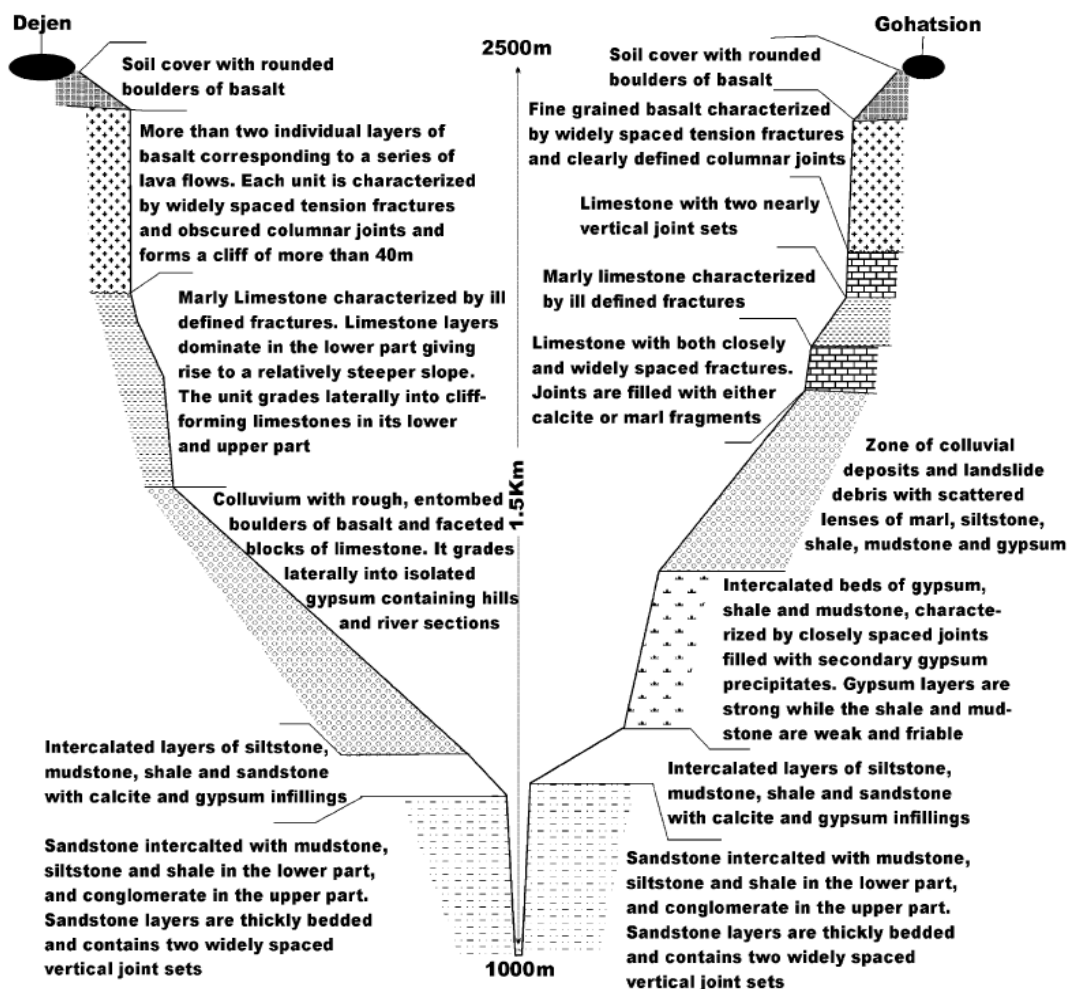 Dejen
Gohatsion
2500m
Soil cover with rounded
boulders of basalt
More than two individual layers of
basalt corresponding to a series of
lava flows. Each unit is characterized
by widely spaced tension fractures
and obscured columnar joints and
forms a cliff of more than 40m
Marly Limestone characterized by ill
defined fractures. Limestone layers
dominate in the lower part giving
rise to a relatively steeper slope.
The unit grades laterally into cliff-
forming limestones in its lower
and upper part
Colluvium with rough, entombed
boulders of basalt and faceted
blocks of limestone. It grades
laterally into isolated
gypsum containing hills
and river sections
Intercalated layers of siltstone,
mudstone, shale and sandstone
with calcite and gypsum infillings
Sandstone intercalted with mudstone,
siltstone and shale in the lower part,
and conglomerate in the upper part.
Sandstone layers are thickly bedded
and contains two widely spaced
vertical joint sets
1.5Km
1000m
Soil cover with rounded
boulders of basalt
Fine grained basalt characterized
by widely spaced tension fractures
and clearly defined columnar joints
Limestone with two nearly
vertical joint sets
Marly limestone characterized
by ill defined fractures
Limestone with both closely
and widely spaced fractures.
Joints are filled with either
calcite or marl fragments
Zone of colluvial
deposits and landslide
debris with scattered
lenses of marl, siltstone,
shale, mudstone and gypsum
Intercalated beds of gypsum,
shale and mudstone, characte-
rized by closely spaced joints
filled with secondary gypsum
precipitates. Gypsum layers are
strong while the shale and mud-
stone are weak and friable
Intercalated layers of siltstone,
mudstone, shale and sandstone
with calcite and gypsum infillings
Sandstone intercalted with mudstone,
siltstone and shale in the lower part,
and conglomerate in the upper part.
Sandstone layers are thickly bedded
and contains two widely spaced
vertical joint sets